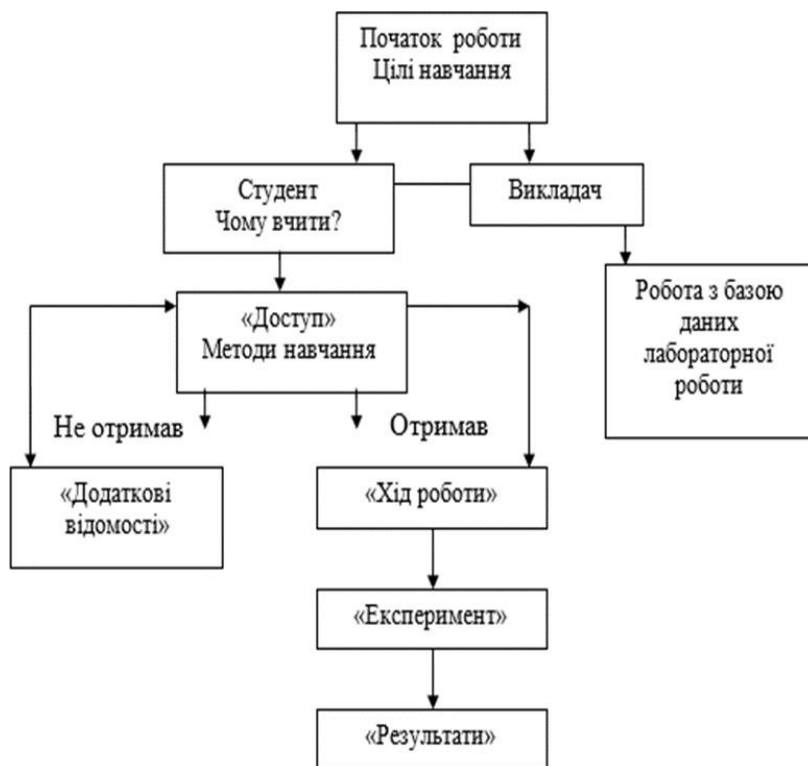 Початок роботи
Цілі навчання
Студент
Чому вчити?
Викладач
«Доступ»
Методи навчання
Робота з базою
даних
лабораторної
роботи
Не отримав
Отримав
«Додаткові
відомості»
«Хід роботи»
«Експеримент»
«Результати»